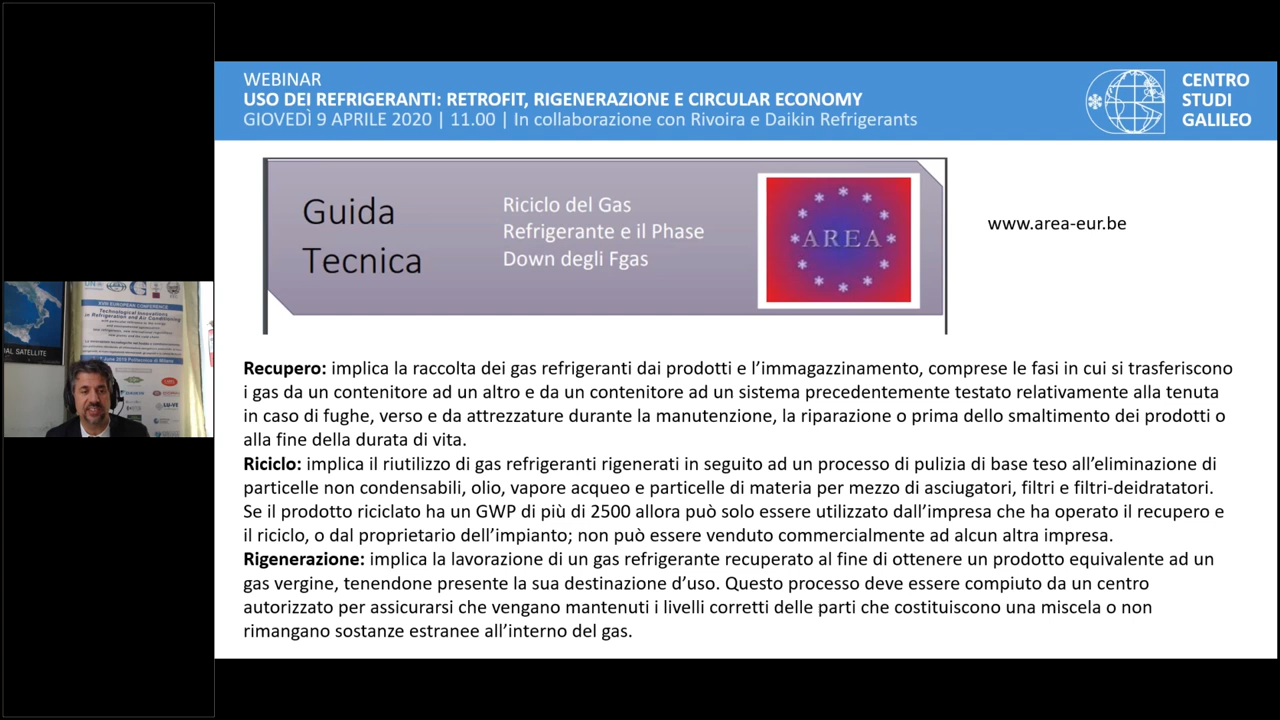 WEBINAR
USO DEI REFRIGERANTI: RETROFIT, RIGENERAZIONE E CIRCULAR ECONOMY
GIOVEDÌ 9 APRILE 2020 | 11.00 | In collaborazione con Rivoira e Daikin Refrigerants
CENTRO
STUDI
GALILEO
Guida
Tecnica
Riciclo del Gas
Refrigerante e il Phase
Down degli Fgas
*AREA*
www.area-eur.be
XVIII EUROPEAN CONFERENCE
Technological Innovations
in Refrigeration and Air Conditioning
AL SATELLITE
Recupero: implica la raccolta dei gas refrigeranti dai prodotti e l'immagazzinamento, comprese le fasi in cui si trasferiscono
i gas da un contenitore ad un altro e da un contenitore ad un sistema precedentemente testato relativamente alla tenuta
in caso di fughe, verso e da attrezzature durante la manutenzione, la riparazione o prima dello smaltimento dei prodotti o
alla fine della durata di vita.
Riciclo: implica il riutilizzo di gas refrigeranti rigenerati in seguito ad un processo di pulizia di base teso all'eliminazione di
particelle non condensabili, olio, vapore acqueo e particelle di materia per mezzo di asciugatori, filtri e filtri-deidratatori.
Se il prodotto riciclato ha un GWP di più di 2500 allora può solo essere utilizzato dall'impresa che ha operato il recupero e
il riciclo, o dal proprietario dell'impianto; non può essere venduto commercialmente ad alcun altra impresa.
Rigenerazione: implica la lavorazione di un gas refrigerante recuperato al fine di ottenere un prodotto equivalente ad un
gas vergine, tenendone presente la sua destinazione d'uso. Questo processo deve essere compiuto da un centro
autorizzato per assicurarsi che vengano mantenuti i livelli corretti delle parti che costituiscono una miscela o non
rimangano sostanze estranee all'interno del gas.